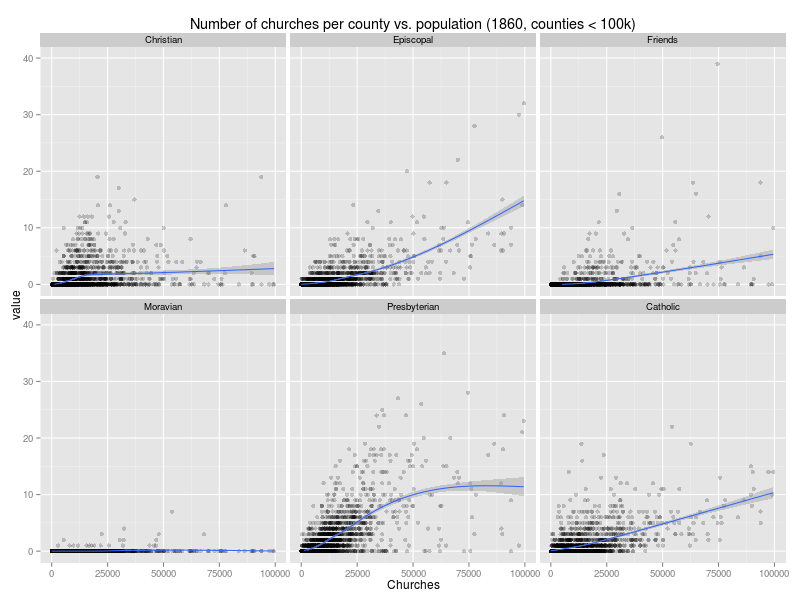 Number of churches per county vs. population (1860, counties < 100k)
Christian Episcopal Friends
40
30
20
10
0
Moravian Presbyterian Catholic
40
30
20
10
0
0 25000 50000 75000 100000 0 25000 50000 75000 100000 0 25000 50000 75000 100000
value
Churches